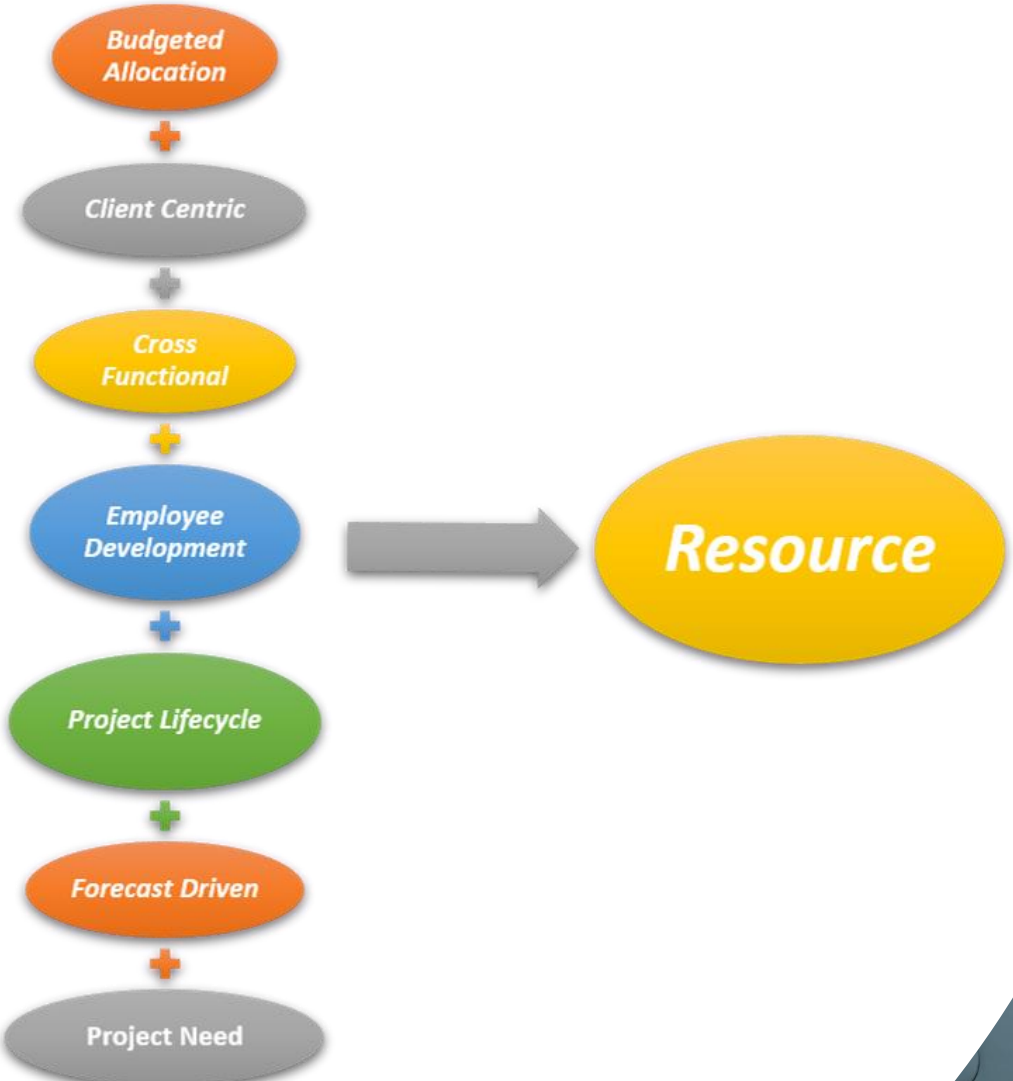 Budgeted
Allocation
Client Centric
Cross
Functional
Employee
Development
Resource
Project Lifecycle
Forecast Driven
Project Need